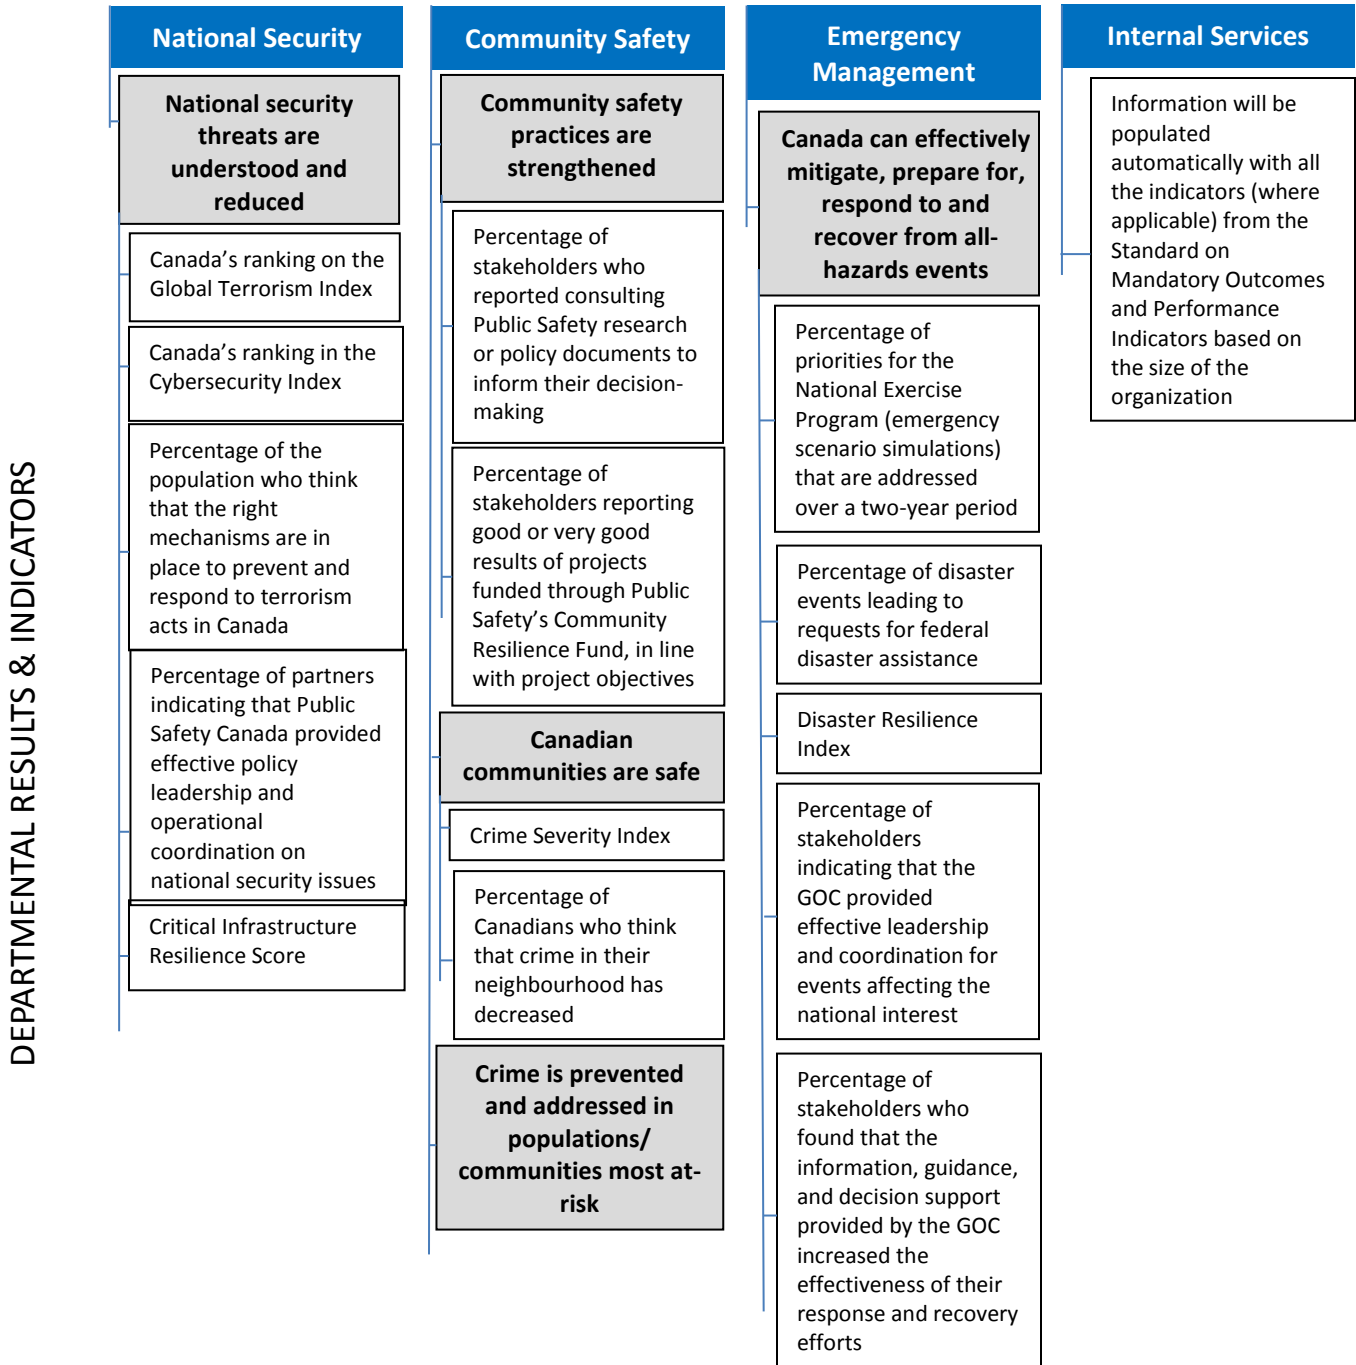 DEPARTMENTAL RESULTS & INDICATORS
National Security
National security
threats are
understood and
reduced
Canada’s ranking on the
Global Terrorism Index
Canada’s ranking in the
Cybersecurity Index
Percentage of the
population who think
that the right
mechanisms are in
place to prevent and
respond to terrorism
acts in Canada
Percentage of partners
indicating that Public
Safety Canada provided
effective policy
leadership and
operational
coordination on
national security issues
Critical Infrastructure
Resilience Score
Community Safety
Community safety
practices are
strengthened
Percentage of
stakeholders who
reported consulting
Public Safety research
or policy documents to
inform their decision-
making
Percentage of
stakeholders reporting
good or very good
results of projects
funded through Public
Safety’s Community
Resilience Fund, in line
with project objectives
Canadian
communities are safe
Crime Severity Index
Percentage of
Canadians who think
that crime in their
neighbourhood has
decreased
Crime is prevented
and addressed in
populations/
communities most at-
risk
Emergency
Management
Canada can effectively
mitigate, prepare for,
respond to and
recover from all-
hazards events
Percentage of
priorities for the
National Exercise
Program (emergency
scenario simulations)
that are addressed
over a two-year period
Percentage of disaster
events leading to
requests for federal
disaster assistance
Disaster Resilience
Index
Percentage of
stakeholders
indicating that the
GOC provided
effective leadership
and coordination for
events affecting the
national interest
Percentage of
stakeholders who
found that the
information, guidance,
and decision support
provided by the GOC
increased the
effectiveness of their
response and recovery
efforts
Internal Services
Information will be
populated
automatically with all
the indicators (where
applicable) from the
Standard on
Mandatory Outcomes
and Performance
Indicators based on
the size of the
organization